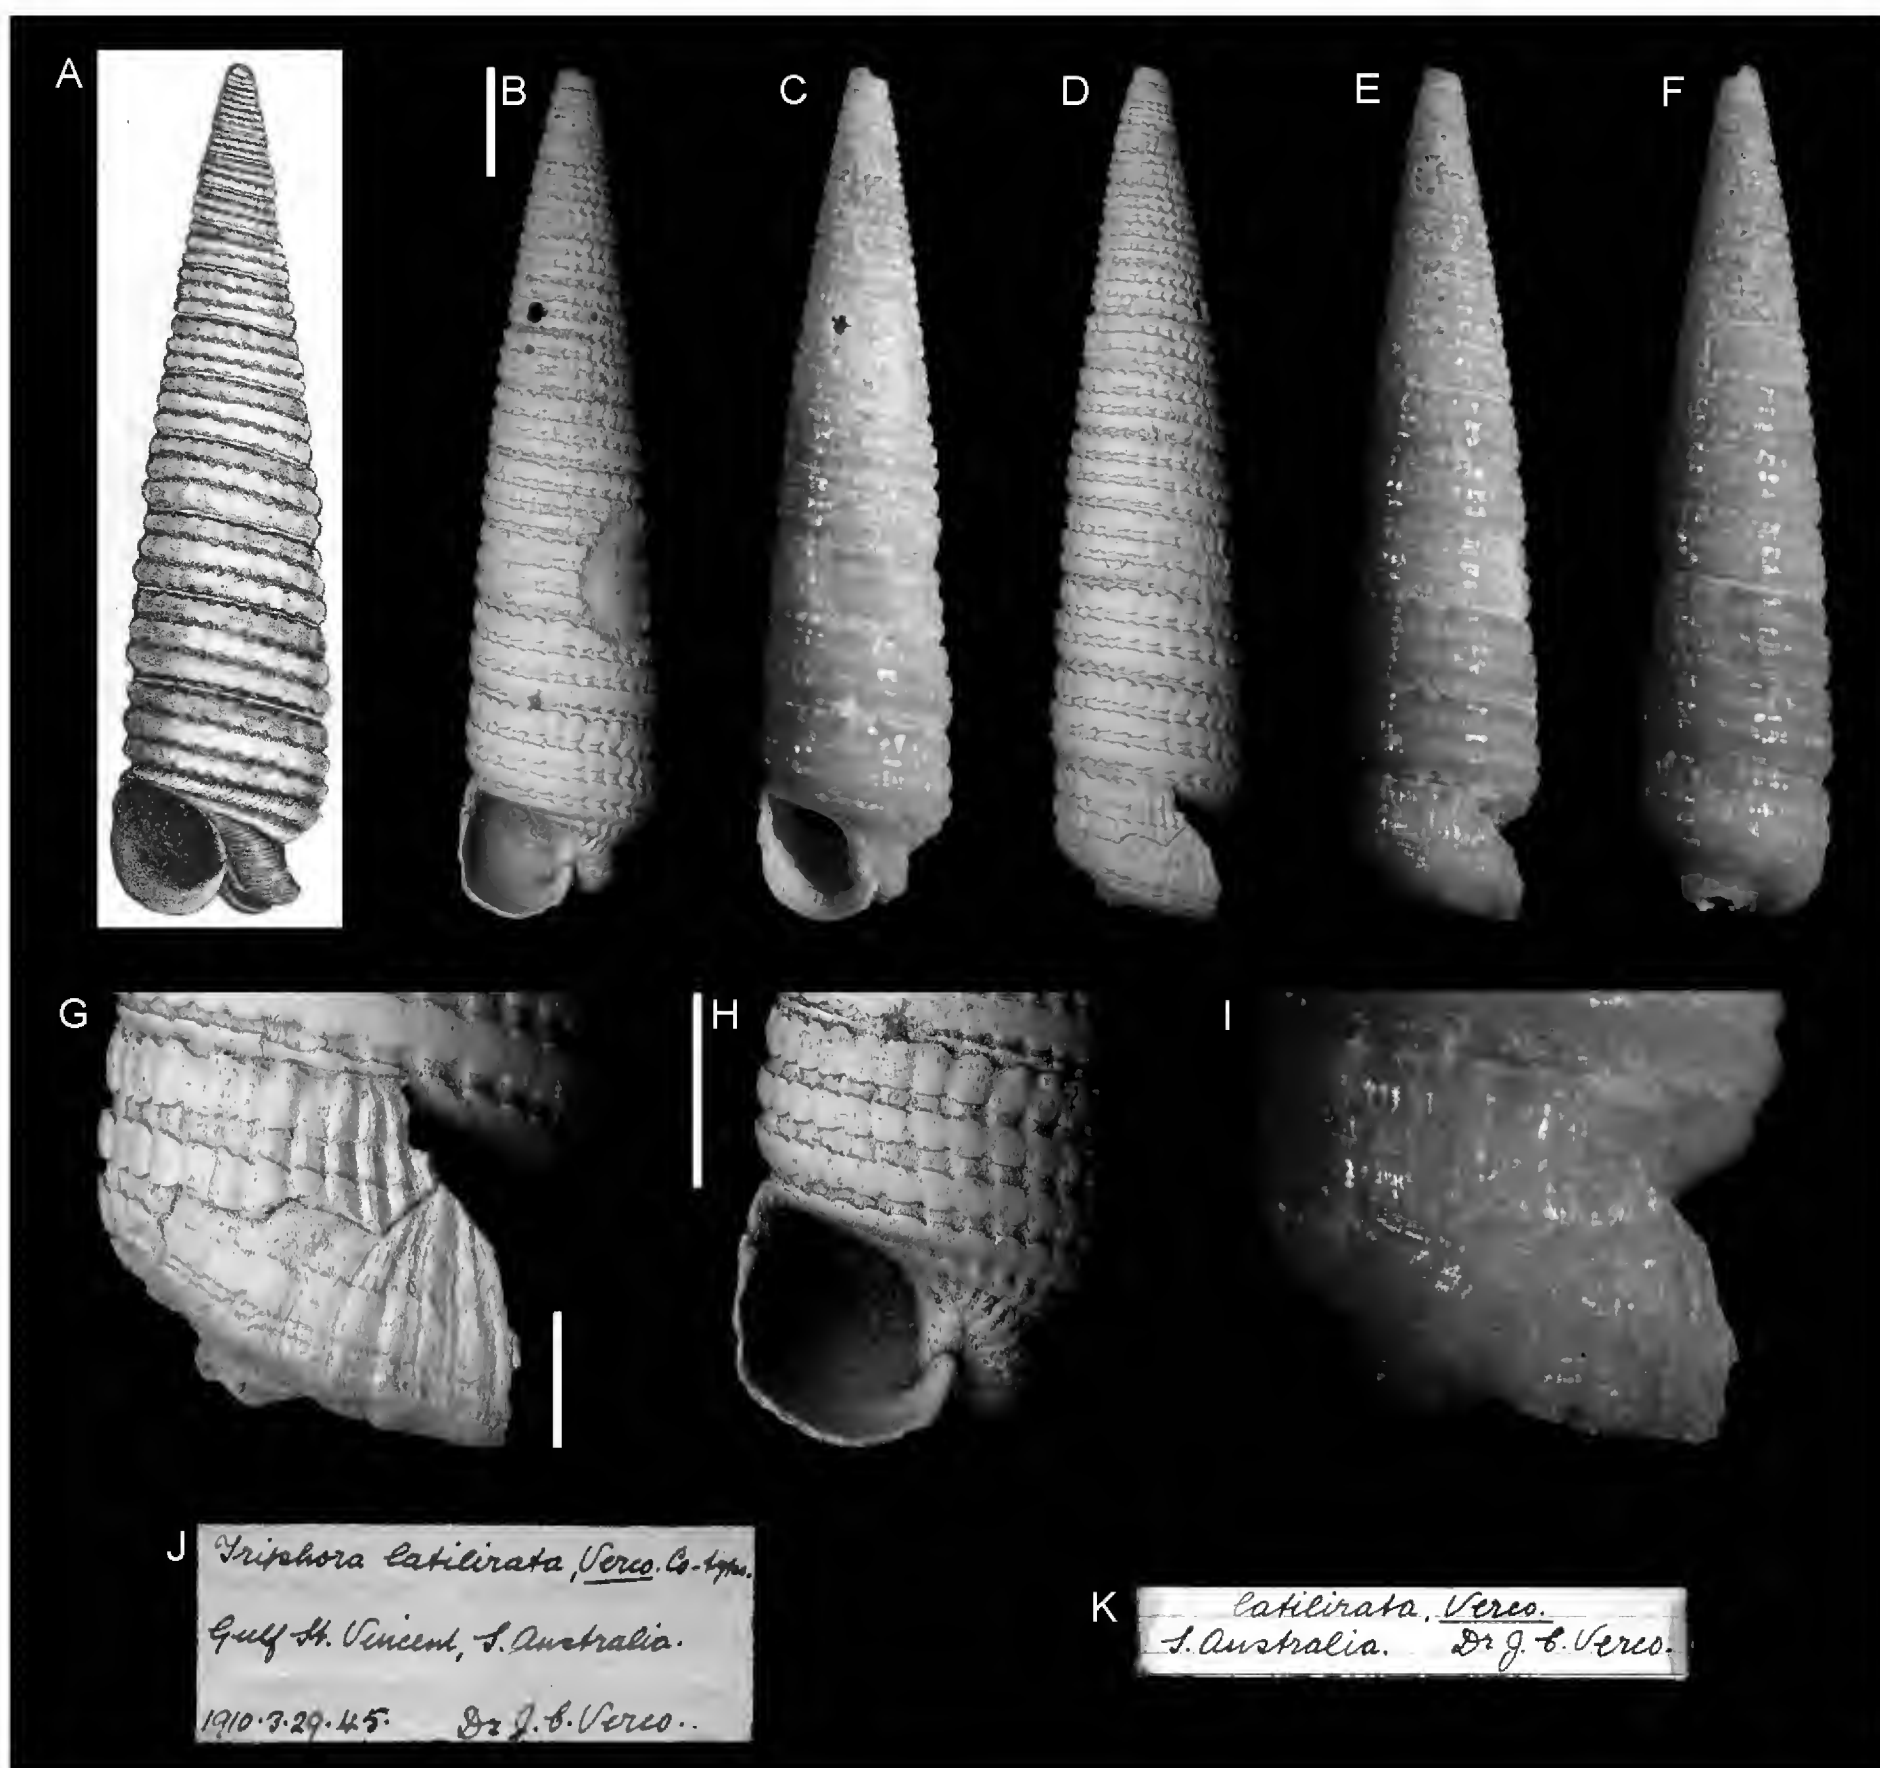 A
B
C
D
E
F
G
H
I
J
Triphora latilirata, Verco. Co-type.
Gulf St. Vincent, S. Australia.
1910.3.29.45. Dr J. C. Verco..
K
latilirata, Verco.
S. Australia. Dr J. C. Verco.